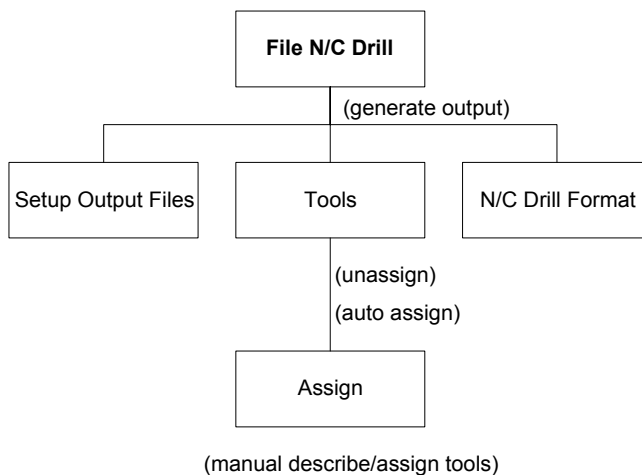 File N/C Drill
(generate output)
Setup Output Files
Tools
N/C Drill Format
(unassign)
(auto assign)
Assign
(manual describe/assign tools)